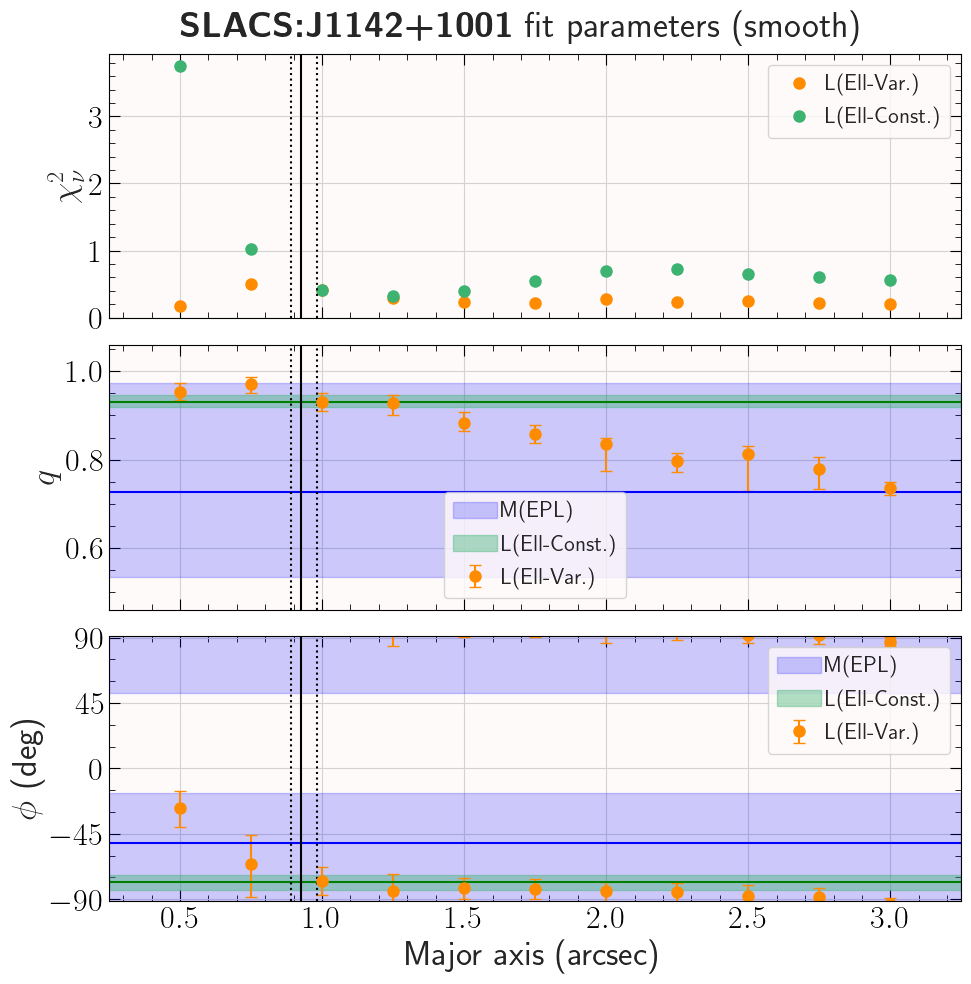 SLACS:J1142+1001 fit parameters (smooth)
L(Ell-Var.)
L(Ell-Const.)
3
2
1
0
χ²ν
1.0
0.8
0.6
q
M(EPL)
L(Ell-Const.)
L(Ell-Var.)
90
45
0
−45
−90
ϕ (deg)
M(EPL)
L(Ell-Const.)
L(Ell-Var.)
0.5 1.0 1.5 2.0 2.5 3.0
Major axis (arcsec)